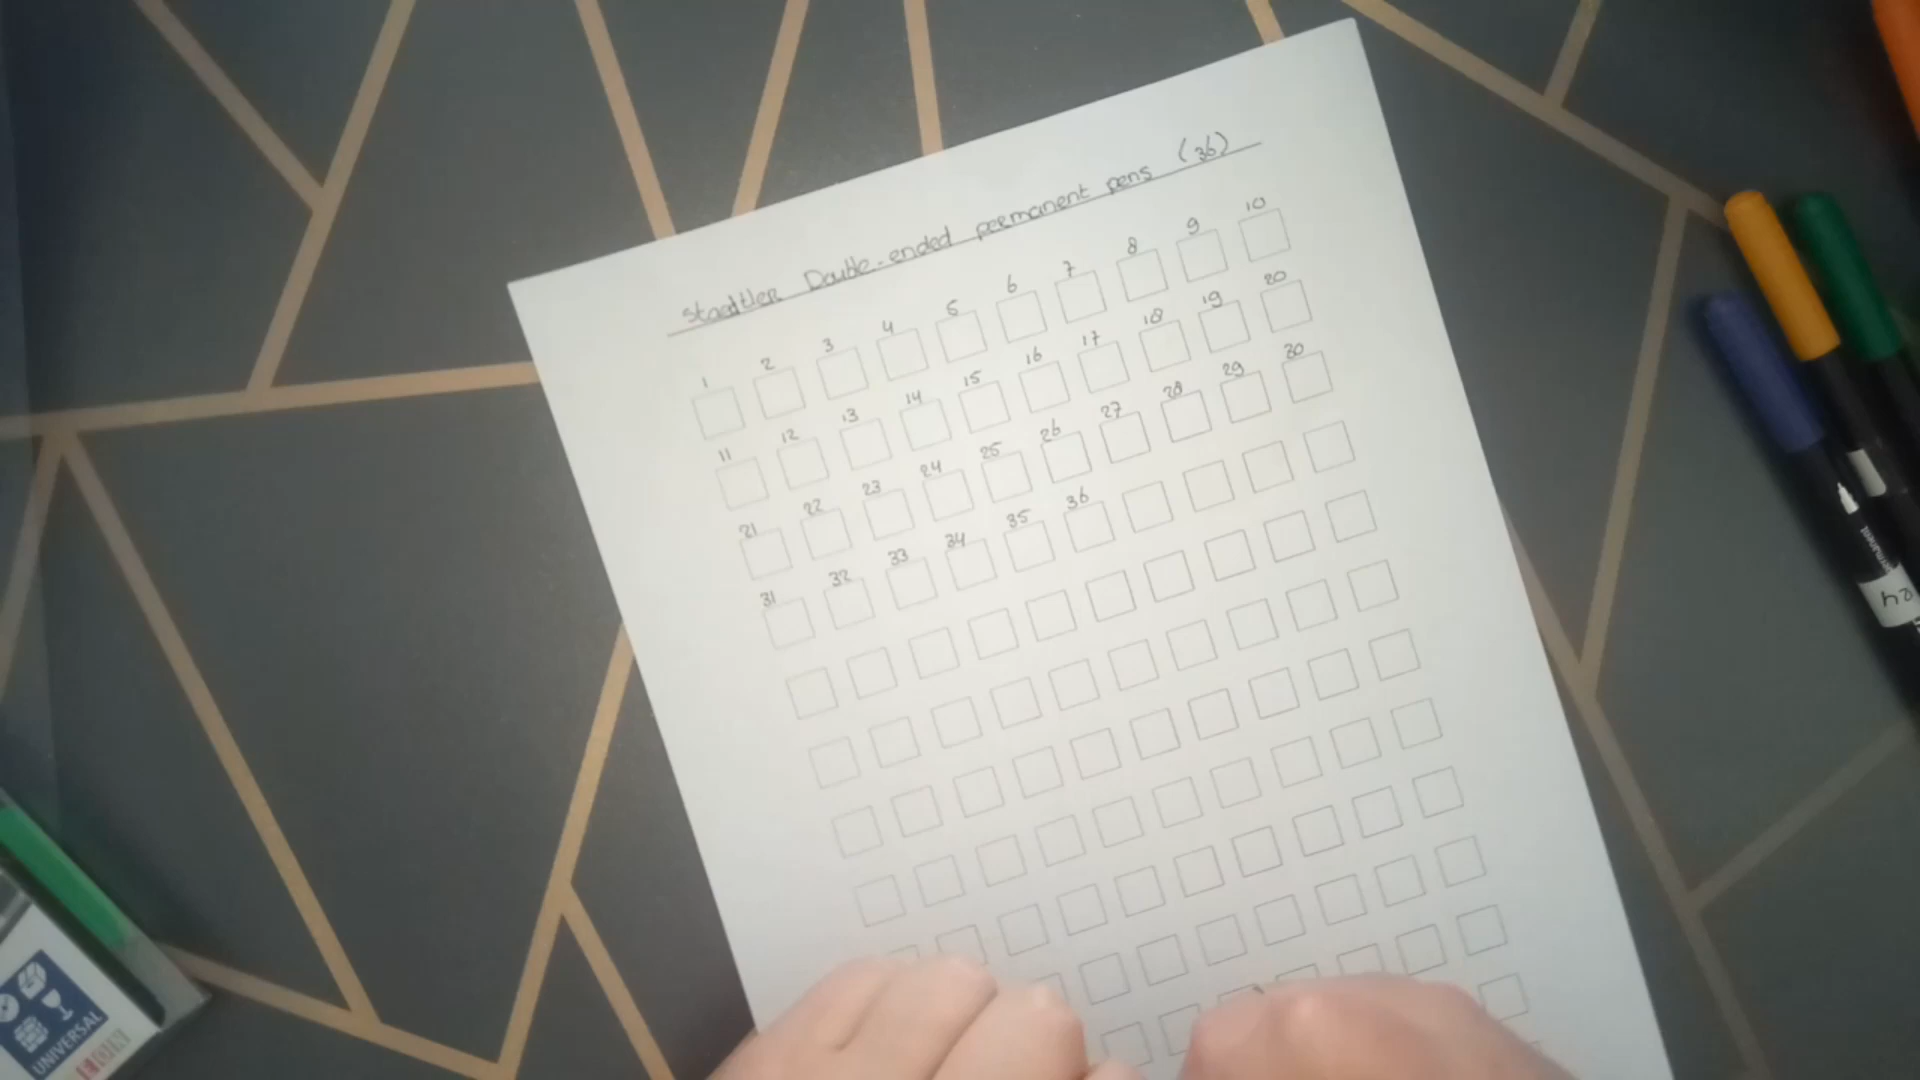 Staedtler Double-ended permanent pens (36)
1 2 3 4 5 6 7 8 9 10
11 12 13 14 15 16 17 18 19 20
21 22 23 24 25 26 27 28 29 30
31 32 33 34 35 36
permanent
24
UNIVERSAL